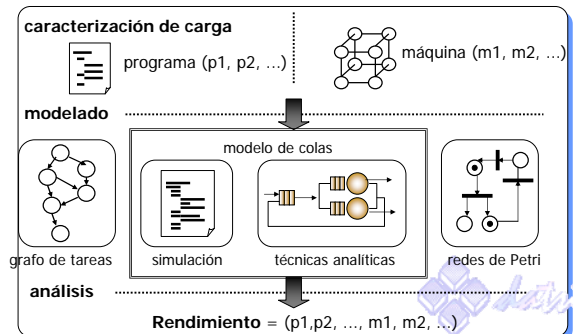 caracterización de carga
programa (p1, p2, ...)
máquina (m1, m2, ...)
modelado
modelo de colas
grafo de tareas
simulación
técnicas analíticas
redes de Petri
análisis
Rendimiento = (p1,p2, ..., m1, m2, ...)